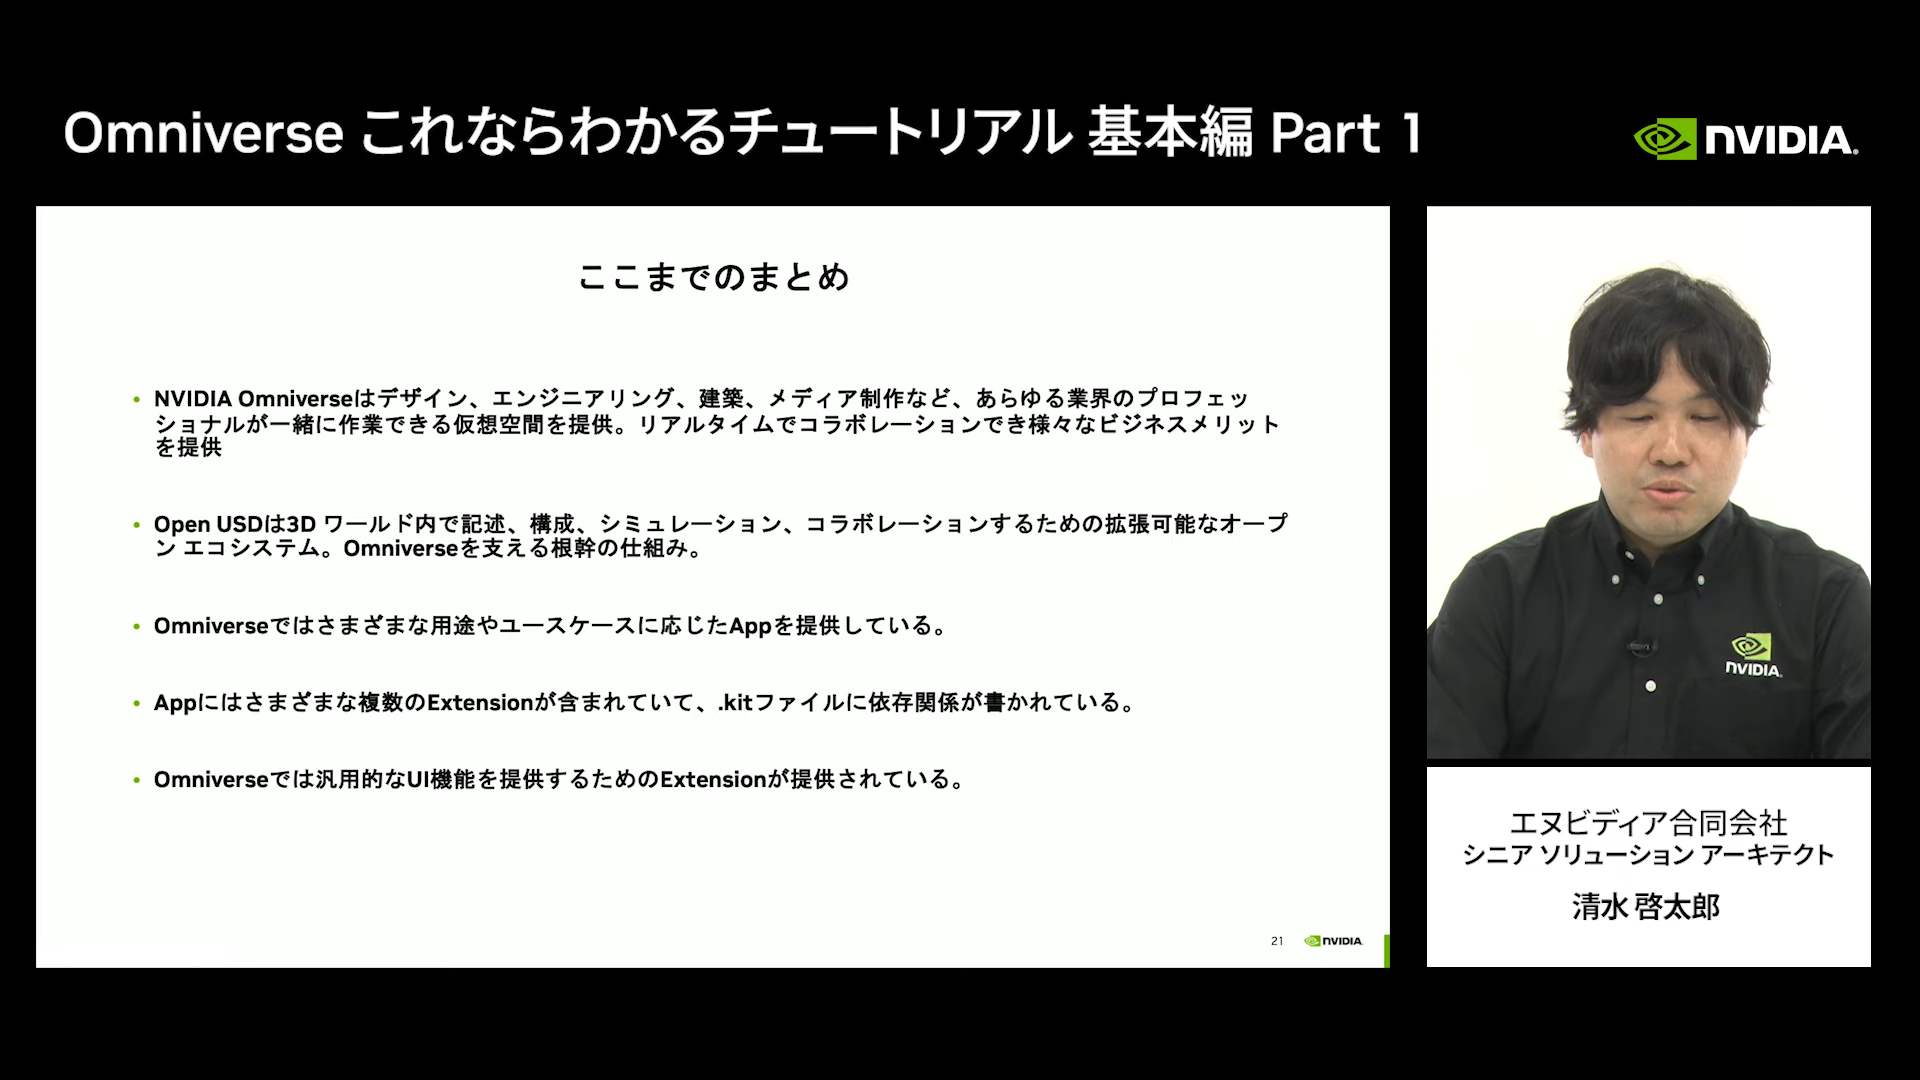 Omniverse これならわかるチュートリアル 基本編 Part 1
NVIDIA.
ここまでのまとめ
• NVIDIA Omniverseはデザイン、エンジニアリング、建築、メディア制作など、あらゆる業界のプロフェッ
ショナルが一緒に作業できる仮想空間を提供。リアルタイムでコラボレーションでき様々なビジネスメリット
を提供
• Open USDは3D ワールド内で記述、構成、シミュレーション、コラボレーションするための拡張可能なオープ
ン エコシステム。Omniverseを支える根幹の仕組み。
• Omniverseではさまざまな用途やユースケースに応じたAppを提供している。
• Appにはさまざまな複数のExtensionが含まれていて、.kitファイルに依存関係が書かれている。
• Omniverseでは汎用的なUI機能を提供するためのExtensionが提供されている。
21 NVIDIA.
NVIDIA.
エヌビディア合同会社
シニア ソリューション アーキテクト
清水 啓太郎